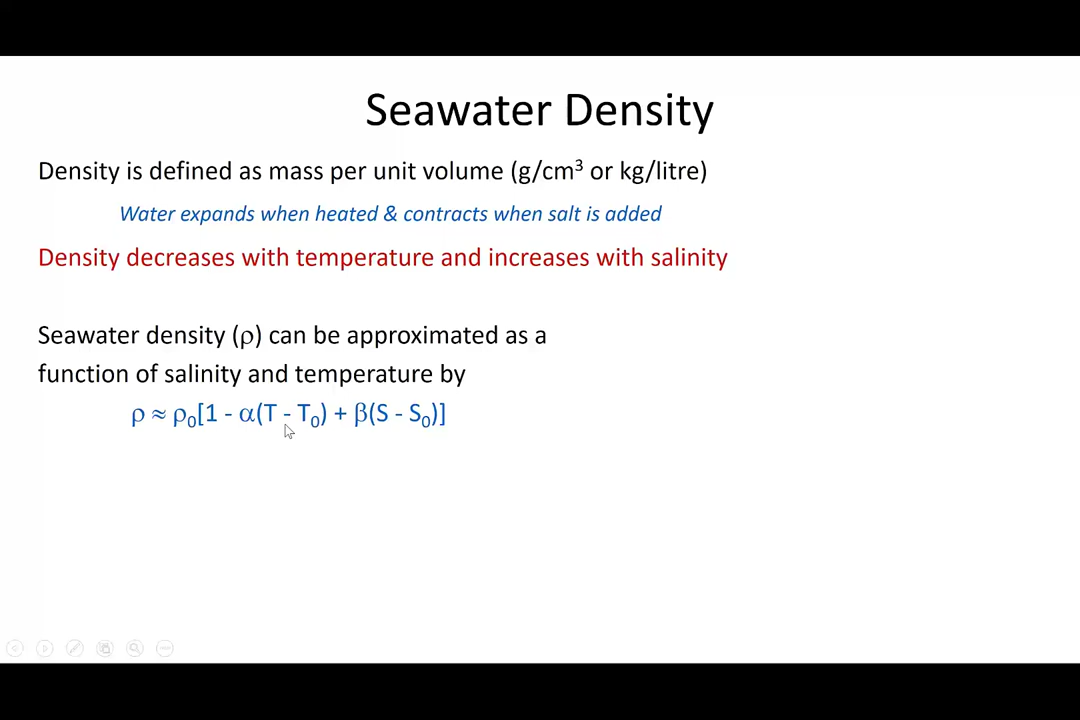 Seawater Density
Density is defined as mass per unit volume (g/cm³ or kg/litre)
Water expands when heated & contracts when salt is added
Density decreases with temperature and increases with salinity
Seawater density (ρ) can be approximated as a
function of salinity and temperature by
ρ ≈ ρ₀[1 - α(T - T₀) + β(S - S₀)]